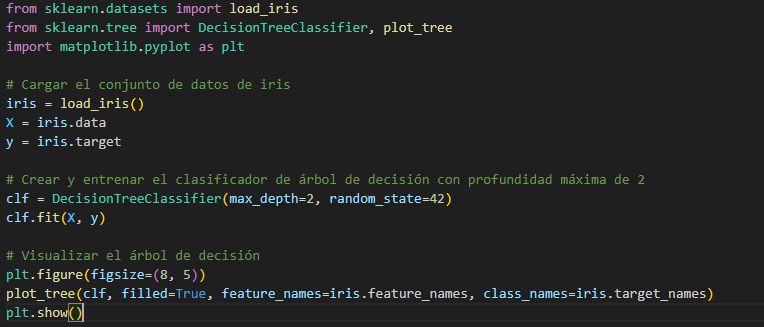 from sklearn.datasets import load_iris
from sklearn.tree import DecisionTreeClassifier, plot_tree
import matplotlib.pyplot as plt
# Cargar el conjunto de datos de iris
iris = load_iris()
X = iris.data
y = iris.target
# Crear y entrenar el clasificador de árbol de decisión con profundidad máxima de 2
clf = DecisionTreeClassifier(max_depth=2, random_state=42)
clf.fit(X, y)
# Visualizar el árbol de decisión
plt.figure(figsize=(8, 5))
plot_tree(clf, filled=True, feature_names=iris.feature_names, class_names=iris.target_names)
plt.show()